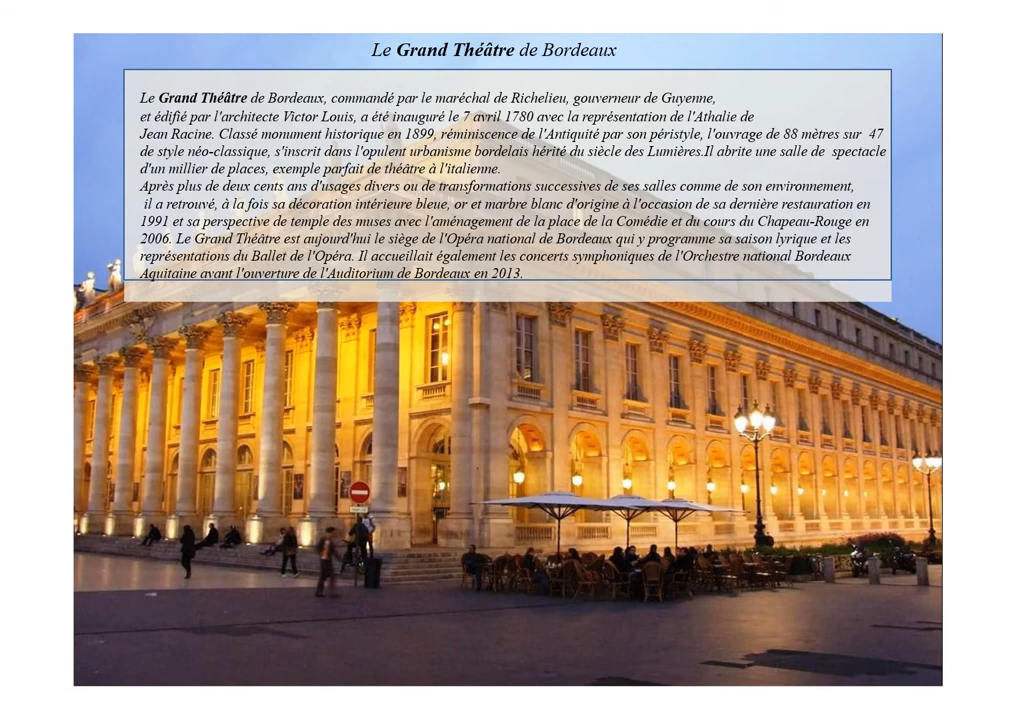 Le Grand Théâtre de Bordeaux
Le Grand Théâtre de Bordeaux, commandé par le maréchal de Richelieu, gouverneur de Guyenne,
et édifié par l'architecte Victor Louis, a été inauguré le 7 avril 1780 avec la représentation de l'Athalie de
Jean Racine. Classé monument historique en 1899, réminiscence de l'Antiquité par son péristyle, l'ouvrage de 88 mètres sur 47
de style néo-classique, s'inscrit dans l'opulent urbanisme bordelais hérité du siècle des Lumières.Il abrite une salle de spectacle
d'un millier de places, exemple parfait de théâtre à l'italienne.
Après plus de deux cents ans d'usages divers ou de transformations successives de ses salles comme de son environnement,
il a retrouvé, à la fois sa décoration intérieure bleue, or et marbre blanc d'origine à l'occasion de sa dernière restauration en
1991 et sa perspective de temple des muses avec l'aménagement de la place de la Comédie et du cours du Chapeau-Rouge en
2006. Le Grand Théâtre est aujourd'hui le siège de l'Opéra national de Bordeaux qui y programme sa saison lyrique et les
représentations du Ballet de l'Opéra. Il accueillait également les concerts symphoniques de l'Orchestre national Bordeaux
Aquitaine avant l'ouverture de l'Auditorium de Bordeaux en 2013.